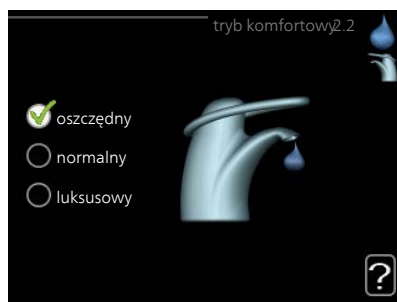 tryb komfortowy2.2
oszczędny
normalny
luksusowy
?